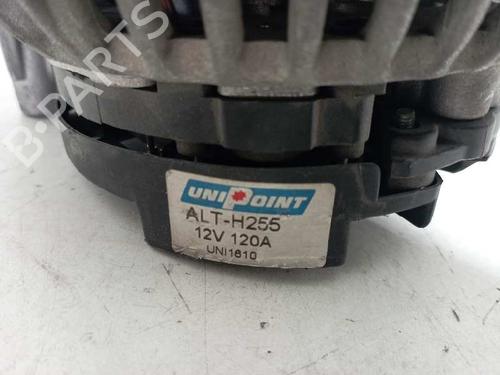 B-PARTS
UNIPOINT
ALT-H255
12V 120A
UNI1610